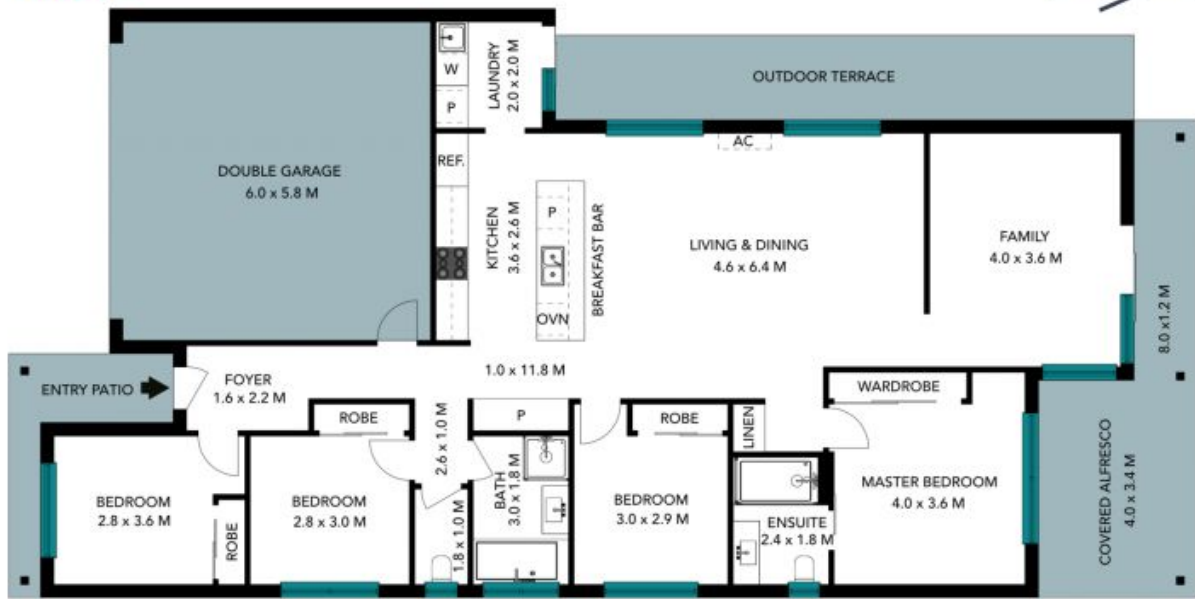 LAUNDRY
2.0 x 2.0 M
W
P
OUTDOOR TERRACE
DOUBLE GARAGE
6.0 x 5.8 M
REF.
KITCHEN
3.6 x 2.6 M
P
OVN
BREAKFAST BAR
AC
LIVING & DINING
4.6 x 6.4 M
FAMILY
4.0 x 3.6 M
8.0 x1.2 M
ENTRY PATIO
FOYER
1.6 x 2.2 M
1.0 x 11.8 M
ROBE
2.6 x 1.0 M
P
ROBE
LINEN
WARDROBE
BEDROOM
2.8 x 3.6 M
ROBE
BEDROOM
2.8 x 3.0 M
1.8 x 1.0 M
BATH
3.0 x 1.8 M
BEDROOM
3.0 x 2.9 M
ENSUITE
2.4 x 1.8 M
MASTER BEDROOM
4.0 x 3.6 M
COVERED ALFRESCO
4.0 x 3.4 M